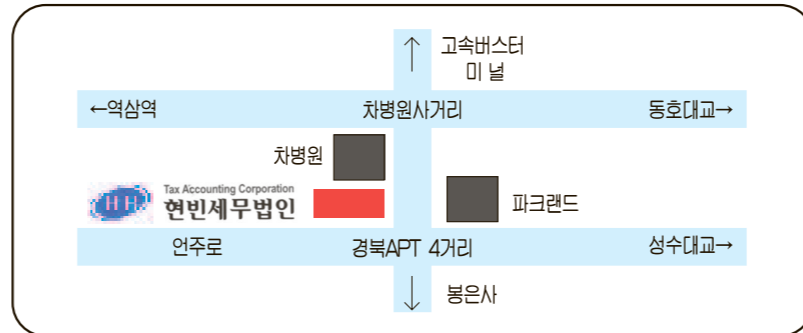 ↑ 고속버스터
미 널
←역삼역 차병원사거리 동호대교→
차병원
HH Tax Accounting Corporation
현빈세무법인
파크랜드
언주로 경북APT 4거리 성수대교→
↓ 봉은사